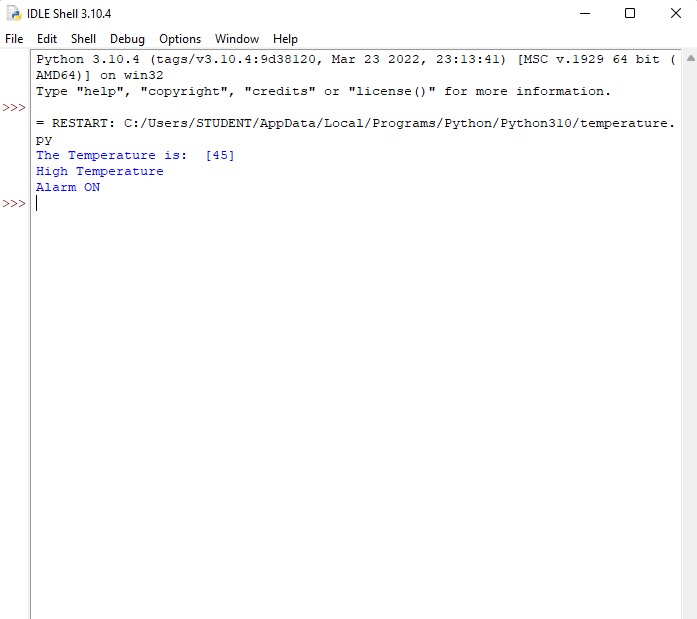 IDLE Shell 3.10.4
File Edit Shell Debug Options Window Help
Python 3.10.4 (tags/v3.10.4:9d38120, Mar 23 2022, 23:13:41) [MSC v.1929 64 bit (
AMD64)] on win32
Type "help", "copyright", "credits" or "license()" for more information.
>>>
= RESTART: C:/Users/STUDENT/AppData/Local/Programs/Python/Python310/temperature.
py
The Temperature is:  [45]
High Temperature
Alarm ON
>>>